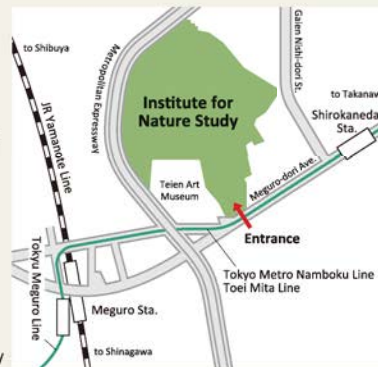 to Shibuya
JR Yamanote Line
Metropolitan Expressway
Gaien Nishi-dori St.
Institute for
Nature Study
to Takanaw
Shirokaneda
Sta.
Teien Art
Museum
Meguro-dori Ave.
Entrance
Tokyo Metro Namboku Line
Toei Mita Line
Tokyu Meguro Line
Meguro Sta.
to Shinagawa